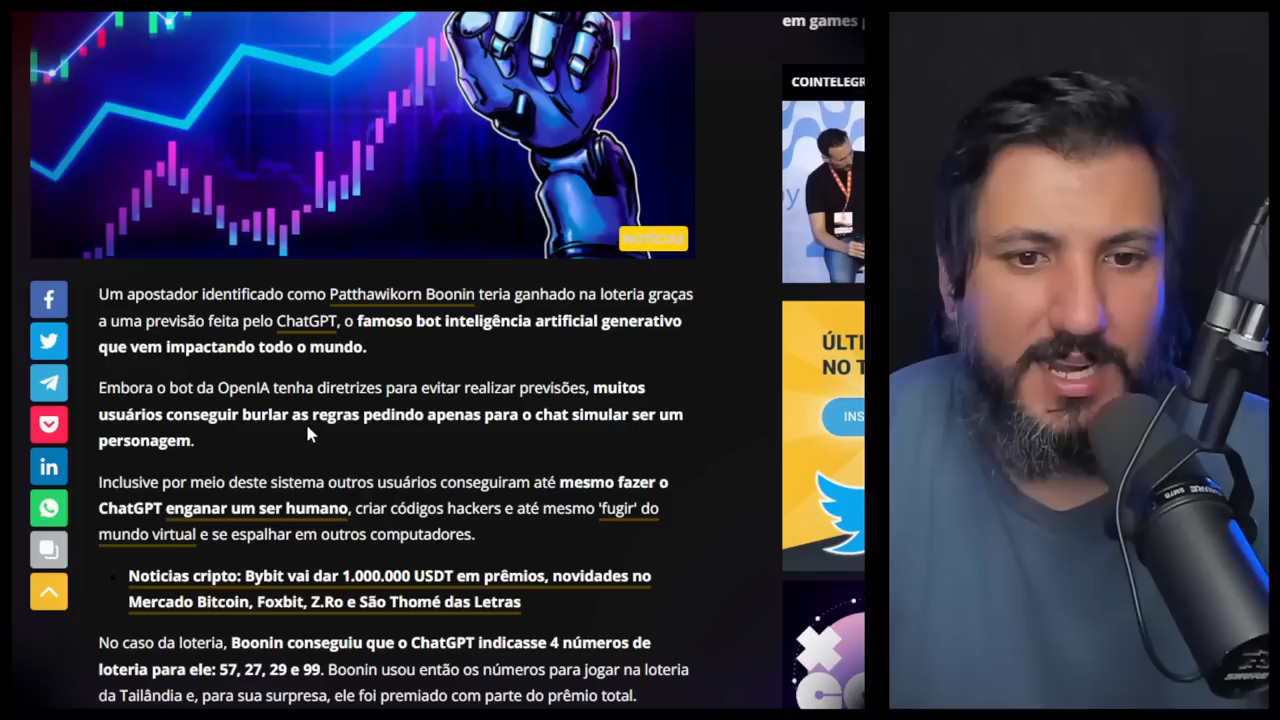 em games
COINTELEGR
NOTÍCIAS
Um apostador identificado como Patthawikorn Boonin teria ganhado na loteria graças
a uma previsão feita pelo ChatGPT, o famoso bot inteligência artificial generativo
que vem impactando todo o mundo.
Embora o bot da OpenIA tenha diretrizes para evitar realizar previsões, muitos
usuários conseguir burlar as regras pedindo apenas para o chat simular ser um
personagem.
Inclusive por meio deste sistema outros usuários conseguiram até mesmo fazer o
ChatGPT enganar um ser humano, criar códigos hackers e até mesmo 'fugir' do
mundo virtual e se espalhar em outros computadores.
Noticias cripto: Bybit vai dar 1.000.000 USDT em prêmios, novidades no
Mercado Bitcoin, Foxbit, Z.Ro e São Thomé das Letras
No caso da loteria, Boonin conseguiu que o ChatGPT indicasse 4 números de
loteria para ele: 57, 27, 29 e 99. Boonin usou então os números para jogar na loteria
da Tailândia e, para sua surpresa, ele foi premiado com parte do prêmio total.
ÚLTI
NO T
INS